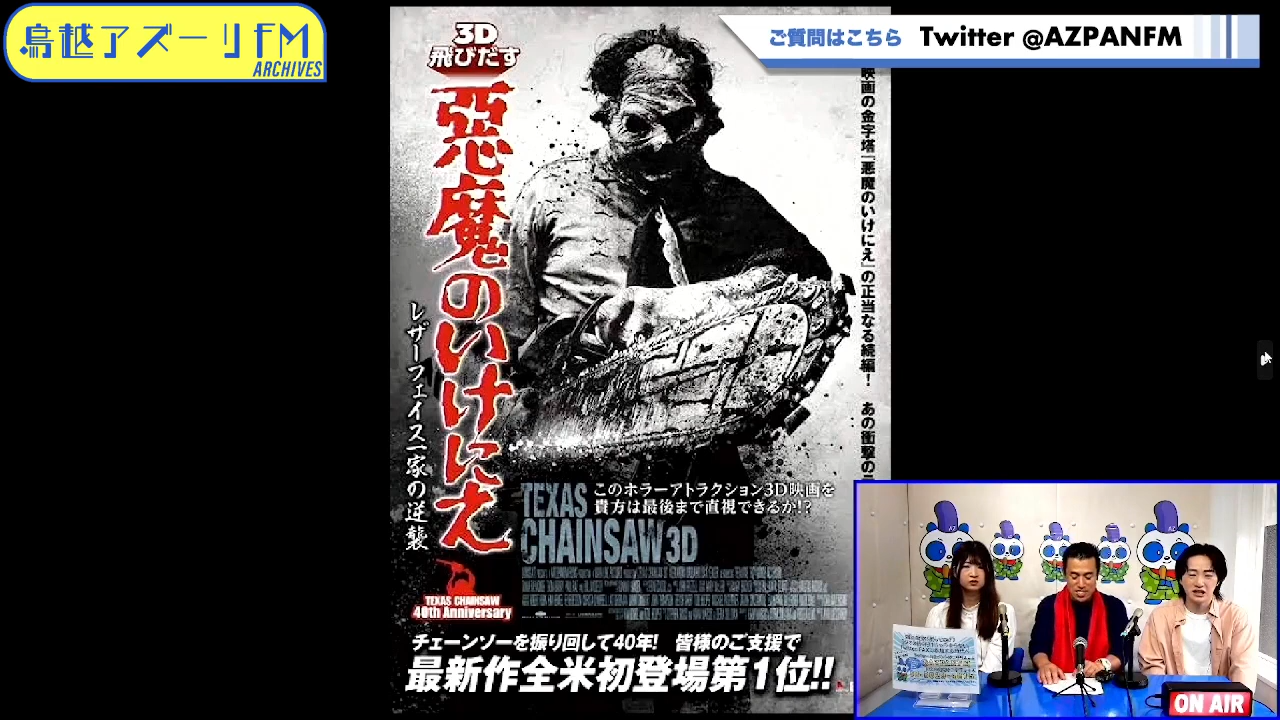 鳥越アズーリFM
ARCHIVES
ご質問はこちら Twitter @AZPANFM
3D
飛びだす
悪魔のいけにえ
レザーフェイス一家の逆襲
映画の金字塔『悪魔のいけにえ』の正当なる続編! あの衝撃の
このホラーアトラクション3D映画を
貴方は最後まで直視できるか!?
TEXAS
CHAINSAW 3D
TEXAS CHAINSAW
40th Anniversary
チェーンソーを振り回して40年! 皆様のご支援で
最新作全米初登場第1位!!
ON AIR